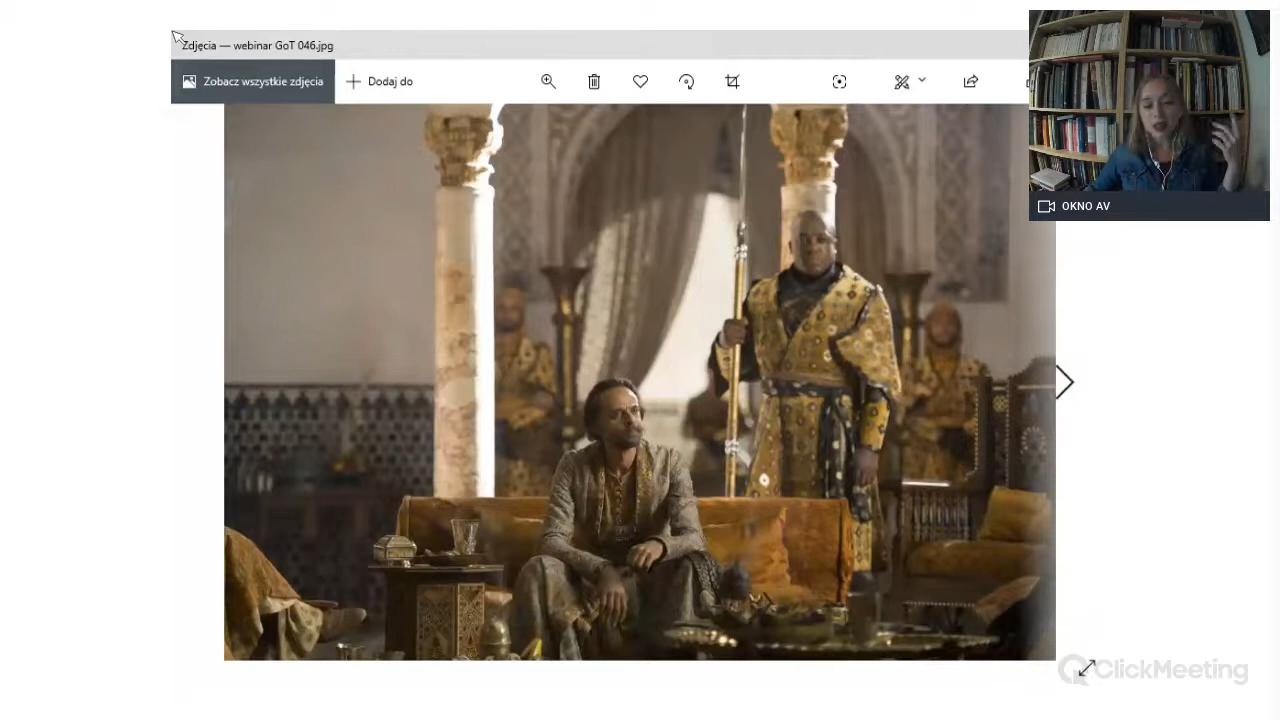 Zdjęcia — webinar GoT 046.jpg
Zobacz wszystkie zdjęcia
Dodaj do
OKNO AV
ClickMeeting